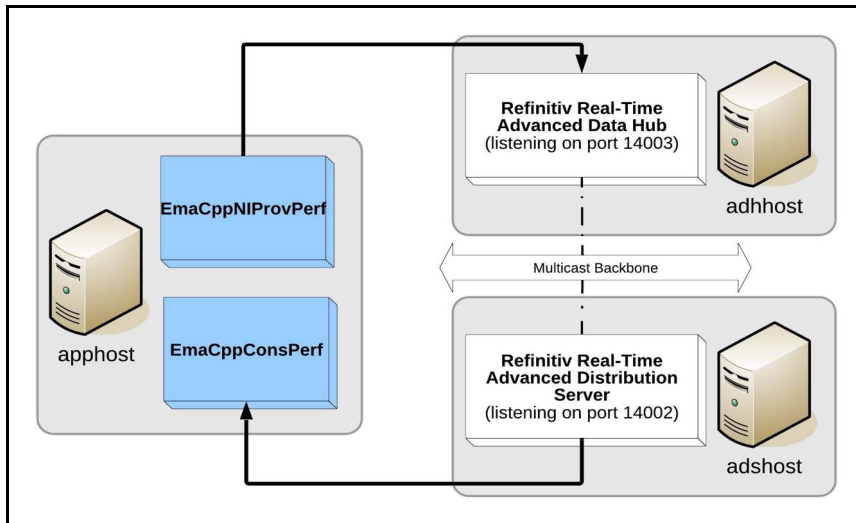 EmaCppNIProvPerf
EmaCppConsPerf
apphost
Refinitiv Real-Time
Advanced Data Hub
(listening on port 14003)
adhhost
Multicast Backbone
Refinitiv Real-Time
Advanced Distribution
Server
(listening on port 14002)
adshost